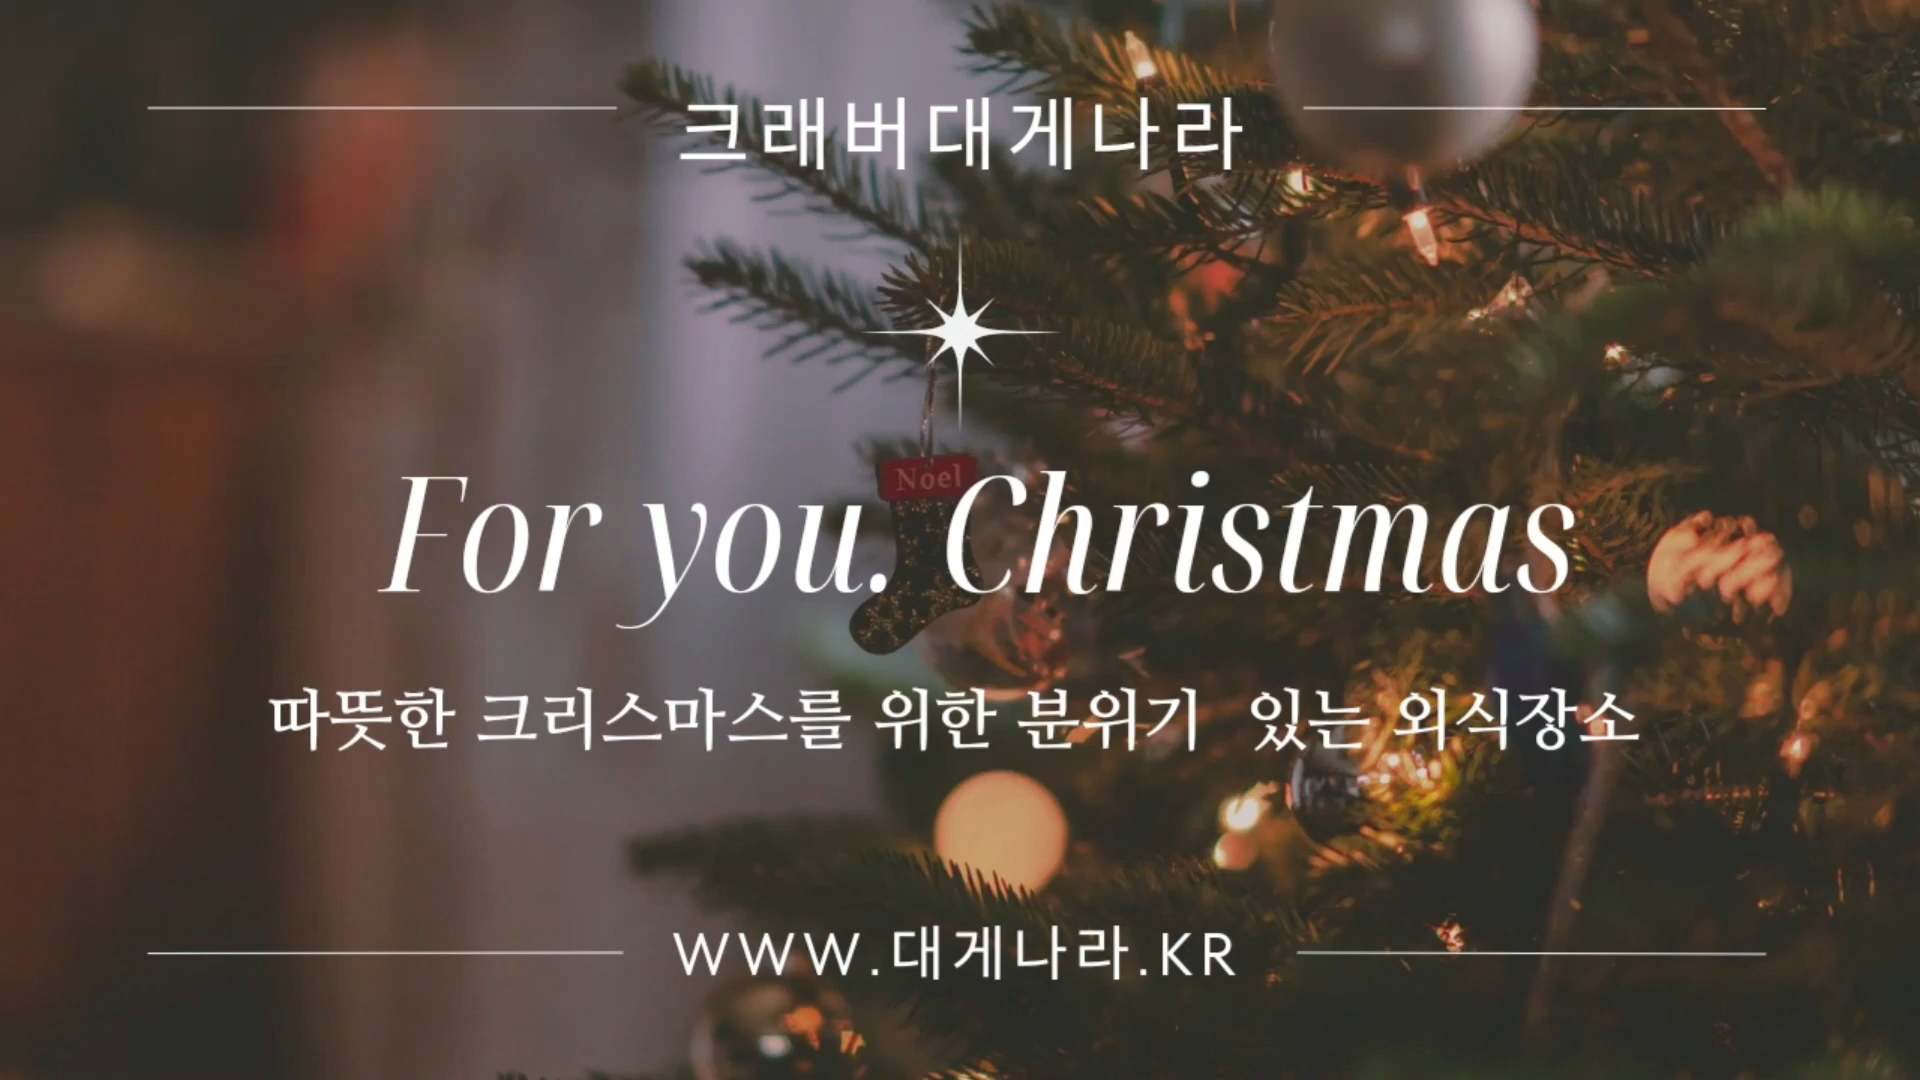 크래버대게나라
Noel
For you. Christmas
따뜻한 크리스마스를 위한 분위기 있는 외식장소
WWW.대게나라.KR